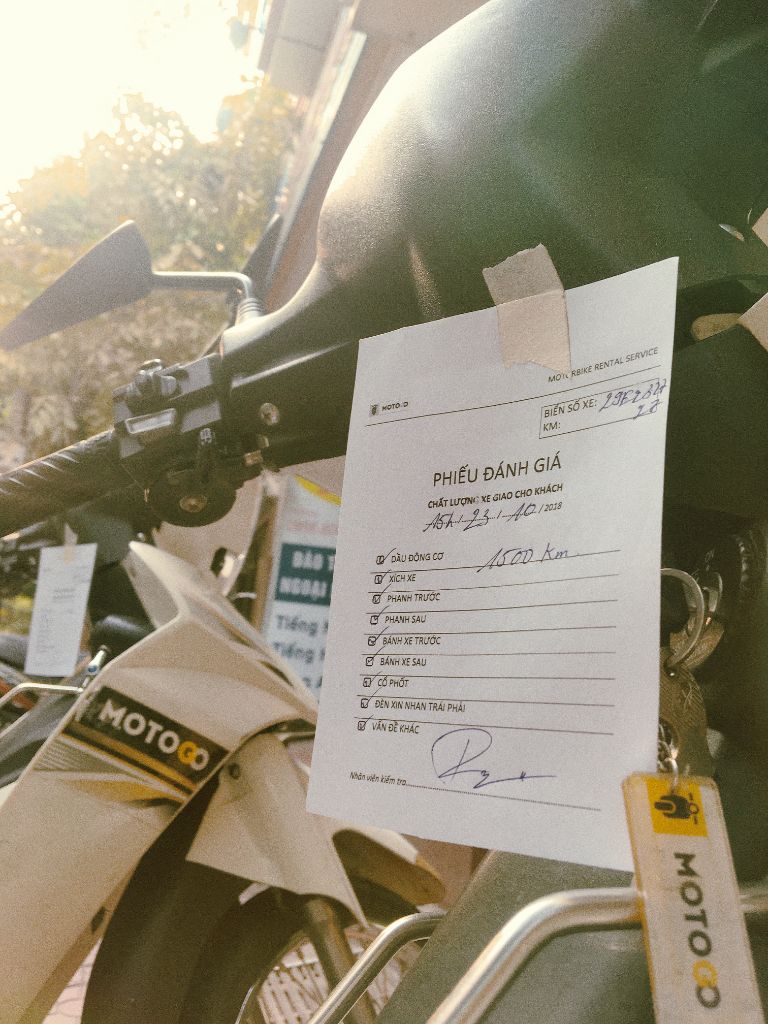 MOTOGO
MOTORBIKE RENTAL SERVICE
BIỂN SỐ XE: 29E2 377
KM: 27
PHIẾU ĐÁNH GIÁ
CHẤT LƯỢNG XE GIAO CHO KHÁCH
15h / 23 / 10 / 2018
DẦU ĐỘNG CƠ 1500 Km
XÍCH XE
PHANH TRƯỚC
PHANH SAU
BÁNH XE TRƯỚC
BÁNH XE SAU
CỔ PHỐT
ĐÈN XIN NHAN TRÁI PHẢI
VẤN ĐỀ KHÁC
Nhân viên kiểm tra
MOTOGO
MOTOGO
NGOẠI
Tiếng
Tiếng